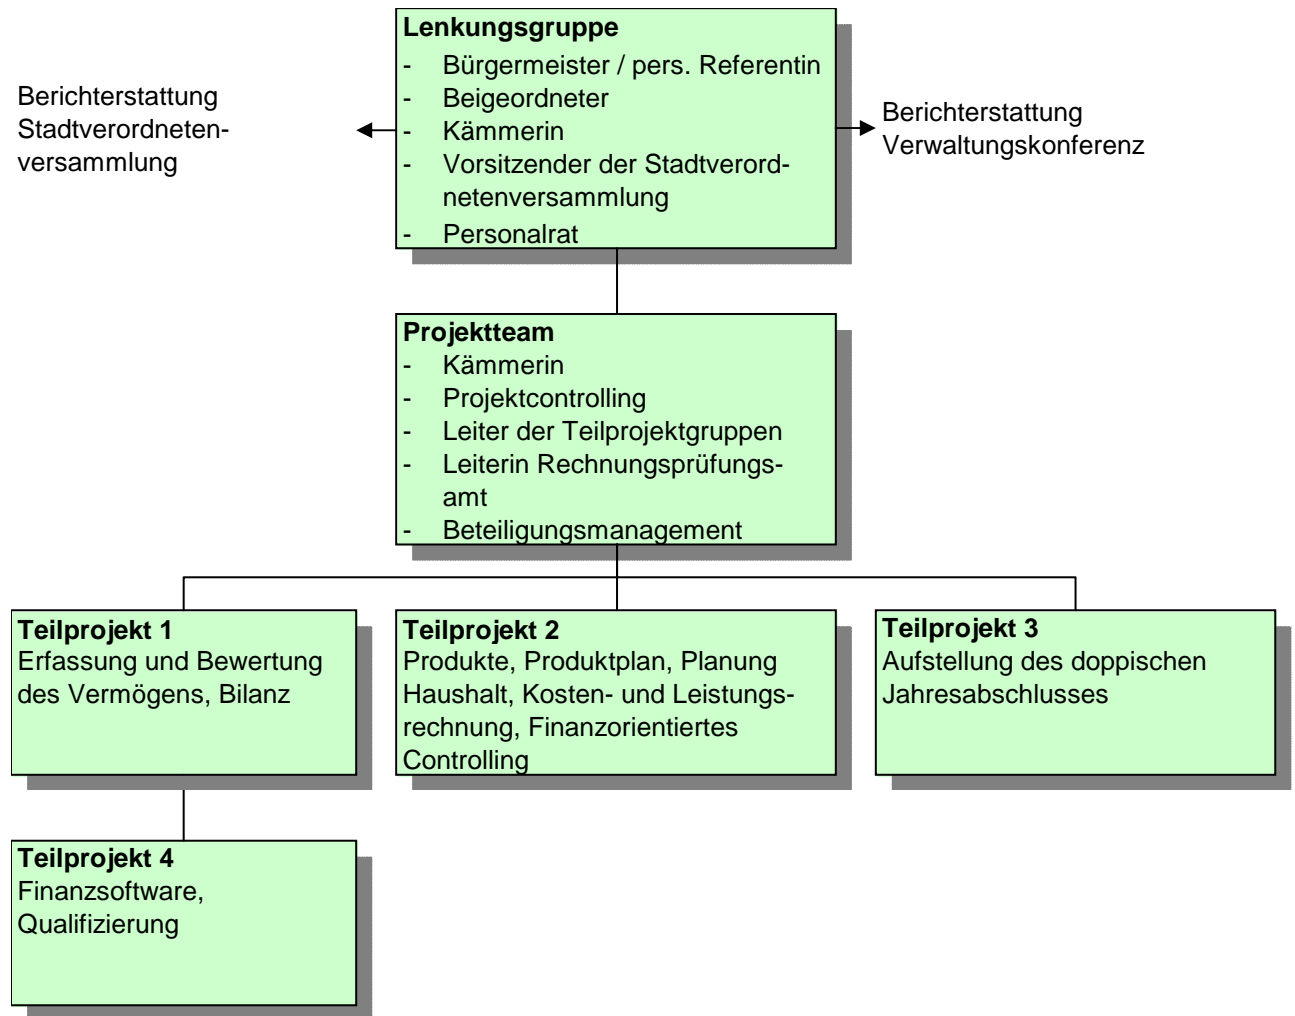 Lenkungsgruppe
- Bürgermeister / pers. Referentin
- Beigeordneter
- Kämmerin
- Vorsitzender der Stadtverord-
netenversammlung
- Personalrat
Berichterstattung
Stadtverordneten-
versammlung
Berichterstattung
Verwaltungskonferenz
Projektteam
- Kämmerin
- Projektcontrolling
- Leiter der Teilprojektgruppen
- Leiterin Rechnungsprüfungs-
amt
- Beteiligungsmanagement
Teilprojekt 1
Erfassung und Bewertung
des Vermögens, Bilanz
Teilprojekt 2
Produkte, Produktplan, Planung
Haushalt, Kosten- und Leistungs-
rechnung, Finanzorientiertes
Controlling
Teilprojekt 3
Aufstellung des doppischen
Jahresabschlusses
Teilprojekt 4
Finanzsoftware,
Qualifizierung